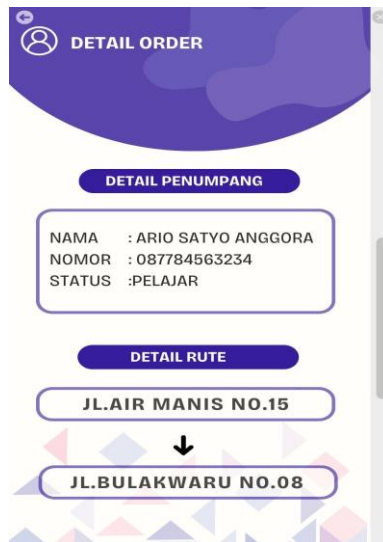 DETAIL ORDER
DETAIL PENUMPANG
NAMA : ARIO SATYO ANGGORA
NOMOR : 087784563234
STATUS :PELAJAR
DETAIL RUTE
JL.AIR MANIS NO.15
JL.BULAKWARU NO.08